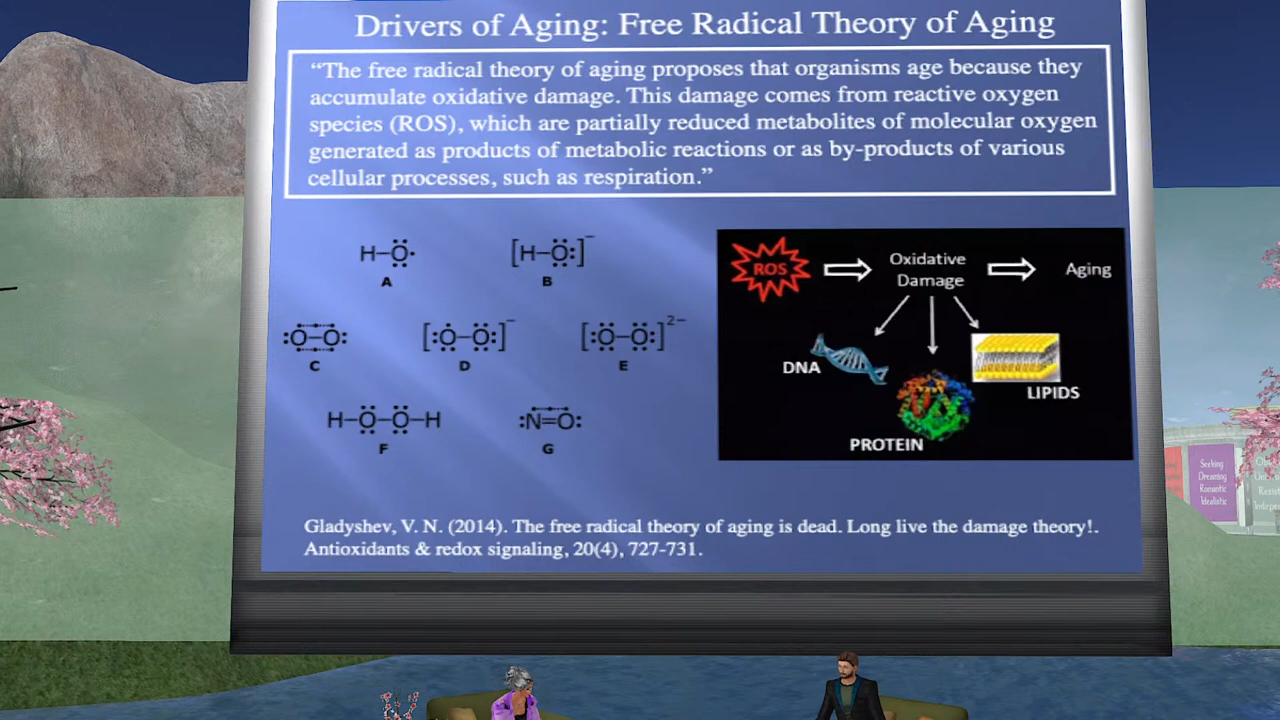 Drivers of Aging: Free Radical Theory of Aging
“The free radical theory of aging proposes that organisms age because they
accumulate oxidative damage. This damage comes from reactive oxygen
species (ROS), which are partially reduced metabolites of molecular oxygen
generated as products of metabolic reactions or as by-products of various
cellular processes, such as respiration.”
H–Ö·
A
[H–Ö:]⁻
B
:O–O:
C
[:O–O:]⁻
D
[:O–O:]²⁻
E
H–O–O–H
F
:N=O:
G
ROS
Oxidative
Damage
Aging
DNA
PROTEIN
LIPIDS
Gladyshev, V. N. (2014). The free radical theory of aging is dead. Long live the damage theory!.
Antioxidants & redox signaling, 20(4), 727-731.
Seeking
Dreaming
Romantic
Idealistic